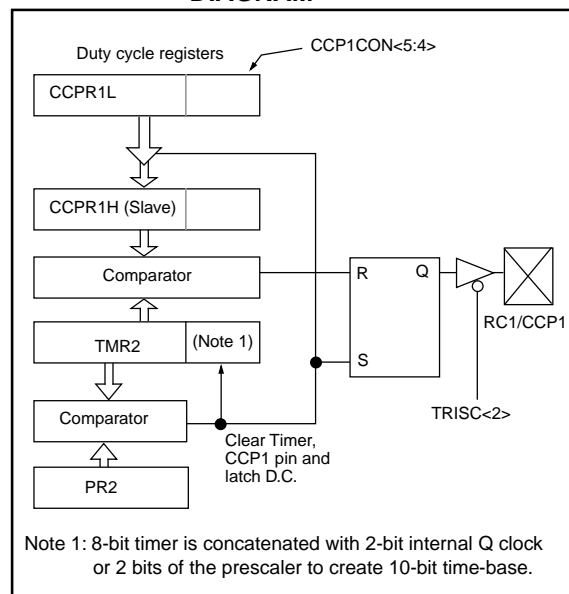 DIAGRAM
Duty cycle registers
CCP1CON<5:4>
CCPR1L
CCPR1H (Slave)
Comparator
TMR2
(Note 1)
Comparator
PR2
R
Q
S
RC1/CCP1
TRISC<2>
Clear Timer,
CCP1 pin and
latch D.C.
Note 1: 8-bit timer is concatenated with 2-bit internal Q clock
or 2 bits of the prescaler to create 10-bit time-base.